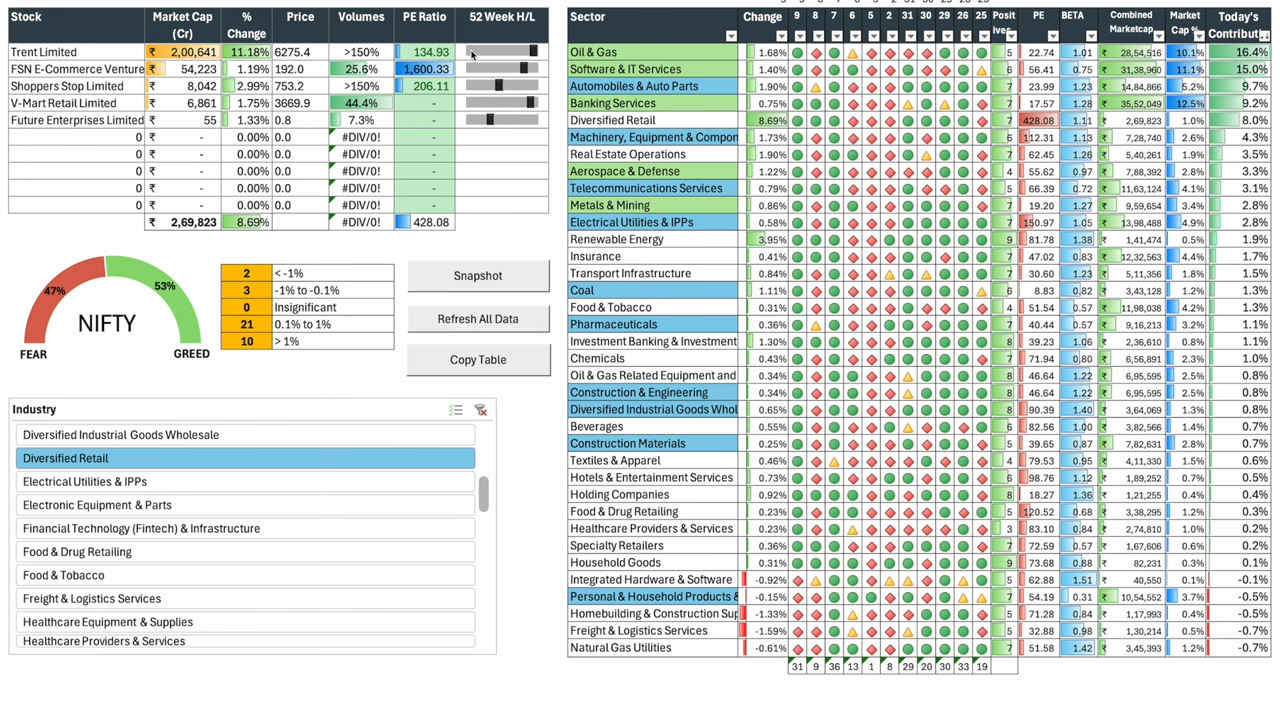 Stock Market Cap (Cr) % Change Price Volumes PE Ratio 52 Week H/L
Trent Limited ₹ 2,00,641 11.18% 6275.4 >150% 134.93
FSN E-Commerce Venture ₹ 54,223 1.19% 192.0 25.6% 1,600.33
Shoppers Stop Limited ₹ 8,042 2.99% 753.2 >150% 206.11
V-Mart Retail Limited ₹ 6,861 1.75% 3669.9 44.4% -
Future Enterprises Limited ₹ 55 1.33% 0.8 7.3% -
0 ₹ - 0.00% 0.0 #DIV/0! -
0 ₹ - 0.00% 0.0 #DIV/0! -
0 ₹ - 0.00% 0.0 #DIV/0! -
0 ₹ - 0.00% 0.0 #DIV/0! -
0 ₹ - 0.00% 0.0 #DIV/0! -
₹ 2,69,823 8.69% #DIV/0! 428.08
47% 53%
NIFTY
FEAR GREED
2 < -1%
3 -1% to -0.1%
0 Insignificant
21 0.1% to 1%
10 > 1%
Snapshot
Refresh All Data
Copy Table
Industry
Diversified Industrial Goods Wholesale
Diversified Retail
Electrical Utilities & IPPs
Electronic Equipment & Parts
Financial Technology (Fintech) & Infrastructure
Food & Drug Retailing
Food & Tobacco
Freight & Logistics Services
Healthcare Equipment & Supplies
Healthcare Providers & Services
Sector Change 9 8 7 6 3 2 31 30 29 26 25 Posit ive PE BETA Combined Marketcap Market Cap % Today's Contribut
Oil & Gas 1.68% 5 22.74 1.01 ₹ 28,54,516 10.1% 16.4%
Software & IT Services 1.40% 6 56.41 0.75 ₹ 31,38,960 11.1% 15.0%
Automobiles & Auto Parts 1.90% 7 23.99 1.23 ₹ 14,84,866 5.2% 9.7%
Banking Services 0.75% 7 17.57 1.28 ₹ 35,52,049 12.5% 9.2%
Diversified Retail 8.69% 5 428.08 1.11 ₹ 2,69,823 1.0% 8.0%
Machinery, Equipment & Compon 1.73% 6 112.31 1.13 ₹ 7,28,740 2.6% 4.3%
Real Estate Operations 1.90% 7 62.45 1.26 ₹ 5,40,261 1.9% 3.5%
Aerospace & Defense 1.22% 4 55.62 0.97 ₹ 7,88,392 2.8% 3.3%
Telecommunications Services 0.79% 5 66.39 0.72 ₹ 11,63,124 4.1% 3.1%
Metals & Mining 0.86% 7 19.20 1.27 ₹ 9,59,654 3.4% 2.8%
Electrical Utilities & IPPs 0.58% 7 150.97 1.05 ₹ 13,98,488 4.9% 2.8%
Renewable Energy 3.95% 9 81.78 1.38 ₹ 1,41,474 0.5% 1.9%
Insurance 0.41% 7 47.02 0.83 ₹ 12,32,563 4.4% 1.7%
Transport Infrastructure 0.84% 7 30.60 1.23 ₹ 5,11,356 1.8% 1.5%
Coal 1.11% 6 8.83 0.82 ₹ 3,43,128 1.2% 1.3%
Food & Tobacco 0.31% 4 51.54 0.57 ₹ 11,98,038 4.2% 1.3%
Pharmaceuticals 0.36% 7 40.44 0.57 ₹ 9,16,213 3.2% 1.1%
Investment Banking & Investment 1.30% 8 39.23 1.06 ₹ 2,36,610 0.8% 1.1%
Chemicals 0.43% 7 71.94 0.80 ₹ 6,56,891 2.3% 1.0%
Oil & Gas Related Equipment and 0.34% 8 46.64 1.22 ₹ 6,95,595 2.5% 0.8%
Construction & Engineering 0.34% 8 46.64 1.22 ₹ 6,95,595 2.5% 0.8%
Diversified Industrial Goods Whol 0.65% 8 90.39 1.40 ₹ 3,64,069 1.3% 0.8%
Beverages 0.55% 6 82.56 1.00 ₹ 3,82,566 1.4% 0.7%
Construction Materials 0.25% 5 39.65 0.87 ₹ 7,82,631 2.8% 0.7%
Textiles & Apparel 0.46% 4 79.53 0.95 ₹ 4,11,330 1.5% 0.6%
Hotels & Entertainment Services 0.73% 6 98.76 1.12 ₹ 1,89,252 0.7% 0.5%
Holding Companies 0.92% 8 18.27 1.36 ₹ 1,21,255 0.4% 0.4%
Food & Drug Retailing 0.23% 5 120.52 0.68 ₹ 3,38,295 1.2% 0.3%
Healthcare Providers & Services 0.23% 3 83.10 0.84 ₹ 2,74,810 1.0% 0.2%
Specialty Retailers 0.36% 7 72.59 0.57 ₹ 1,67,606 0.6% 0.2%
Household Goods 0.31% 9 73.68 0.88 ₹ 82,231 0.3% 0.1%
Integrated Hardware & Software -0.92% 5 62.88 1.51 ₹ 40,550 0.1% -0.1%
Personal & Household Products & -0.15% 7 54.19 0.31 ₹ 10,54,552 3.7% -0.5%
Homebuilding & Construction Sup -1.33% 5 71.28 0.84 ₹ 1,17,993 0.4% -0.5%
Freight & Logistics Services -1.59% 5 32.88 0.98 ₹ 1,30,214 0.5% -0.7%
Natural Gas Utilities -0.61% 7 51.58 1.42 ₹ 3,45,393 1.2% -0.7%
31 9 36 13 1 8 29 20 30 33 19